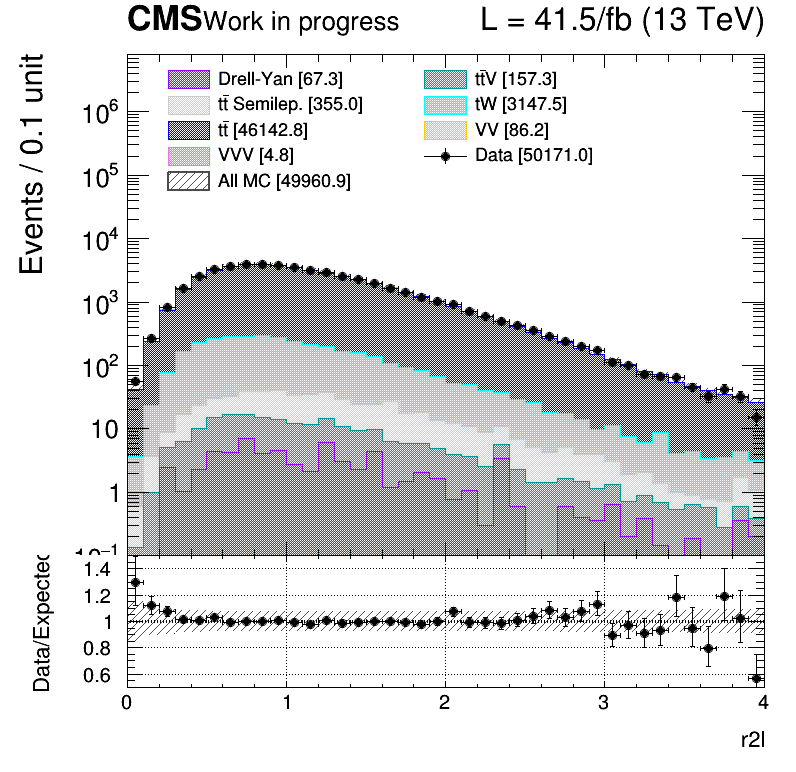 CMS Work in progress L = 41.5/fb (13 TeV)
Events / 0.1 unit
Drell-Yan [67.3]
tt̄ Semilep. [355.0]
tt̄ [46142.8]
VVV [4.8]
All MC [49960.9]
tt̄V [157.3]
tW [3147.5]
VV [86.2]
Data [50171.0]
10⁶
10⁵
10⁴
10³
10²
10
1
10⁻¹
Data/Expected
1.4
1.2
1
0.8
0.6
0 1 2 3 4
r2l